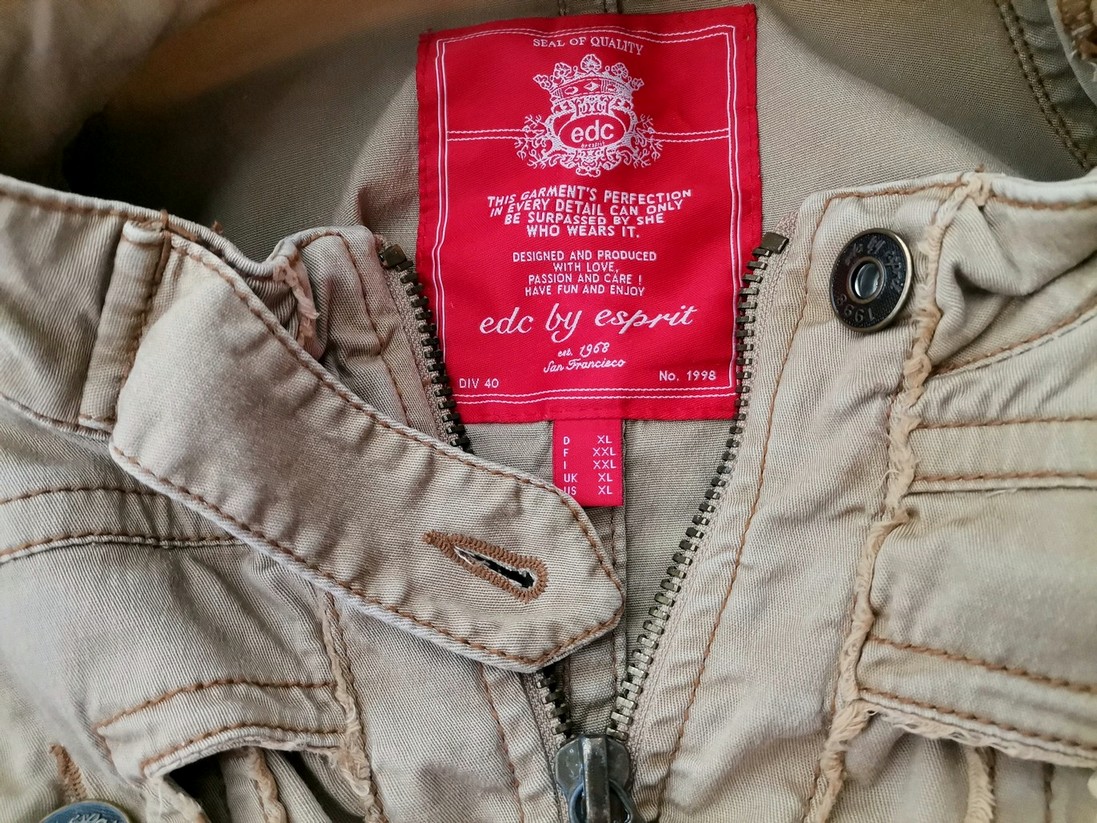 SEAL OF QUALITY
edc
THIS GARMENT'S PERFECTION
IN EVERY DETAIL CAN ONLY
BE SURPASSED BY SHE
WHO WEARS IT.
DESIGNED AND PRODUCED
WITH LOVE,
PASSION AND CARE !
HAVE FUN AND ENJOY
edc by esprit
est. 1968
San Francisco
DIV 40 No. 1998
D XL
F XXL
I XXL
UK XL
US XL
1998